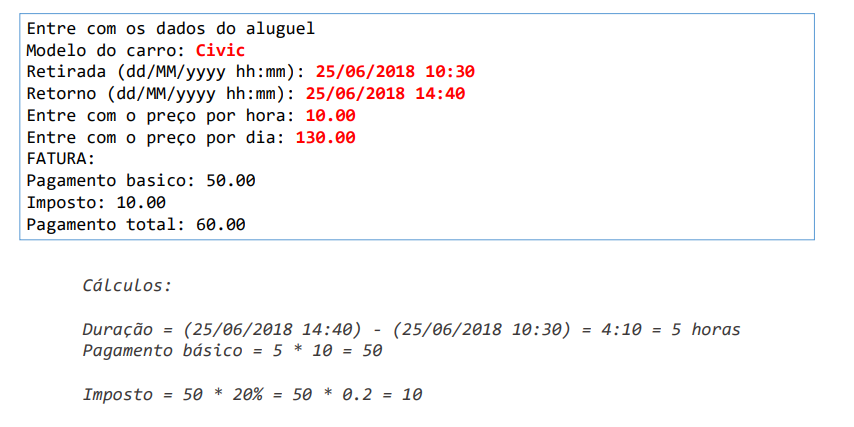 Entre com os dados do aluguel
Modelo do carro: Civic
Retirada (dd/MM/yyyy hh:mm): 25/06/2018 10:30
Retorno (dd/MM/yyyy hh:mm): 25/06/2018 14:40
Entre com o preço por hora: 10.00
Entre com o preço por dia: 130.00
FATURA:
Pagamento basico: 50.00
Imposto: 10.00
Pagamento total: 60.00
Cálculos:
Duração = (25/06/2018 14:40) - (25/06/2018 10:30) = 4:10 = 5 horas
Pagamento básico = 5 * 10 = 50
Imposto = 50 * 20% = 50 * 0.2 = 10